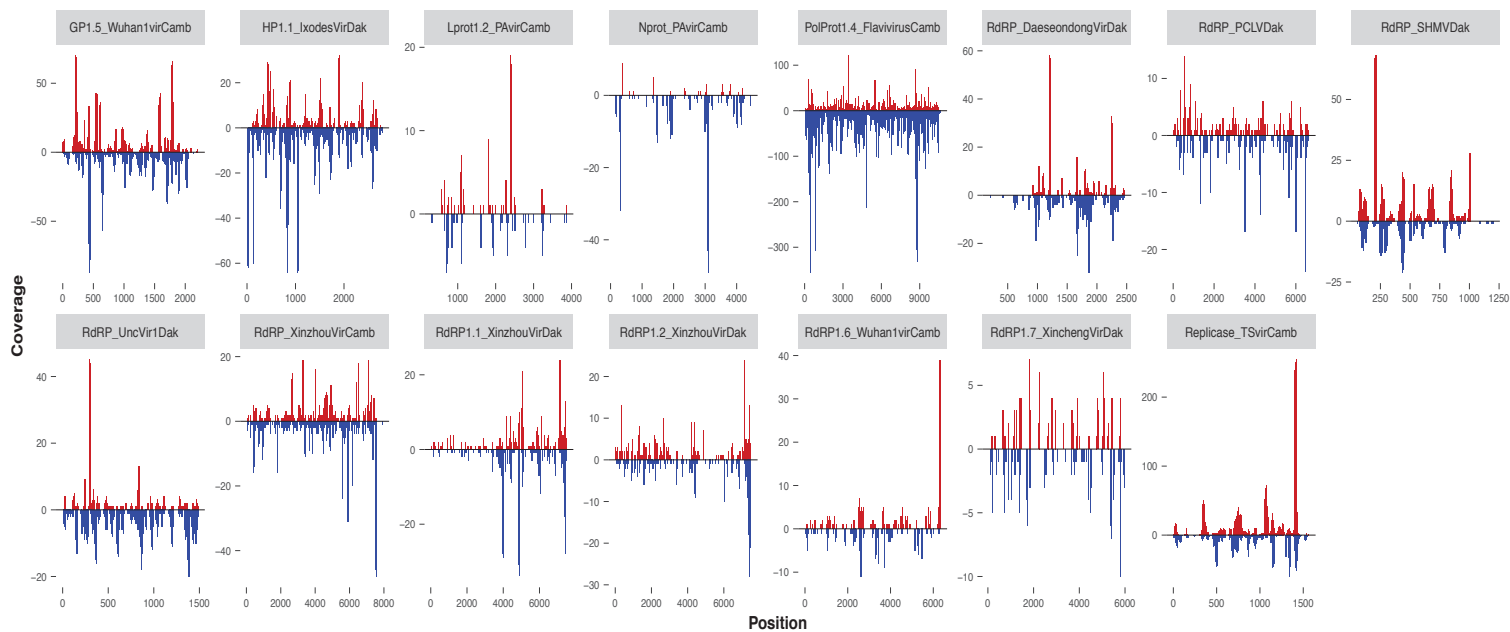 GP1.5_Wuhan1virCamb HP1.1_IxodesVirDak Lprot1.2_PAvirCamb Nprot_PAvirCamb PolProt1.4_FlavivirusCamb RdRP_DaeseondongVirDak RdRP_PCLVDak RdRP_SHMVDak
50 0 −50
20 0 −20 −40 −60
20 10 0
0 −20 −40
100 0 −100 −200 −300
60 40 20 0 −20
10 0 −10 −20
50 25 0 −25
0 500 1000 1500 2000
0 1000 2000
1000 2000 3000 4000
0 1000 2000 3000 4000
0 3000 6000 9000
500 1000 1500 2000 2500
0 2000 4000 6000
250 500 750 1000 1250
Coverage
RdRP_UncVir1Dak RdRP_XinzhouVirCamb RdRP1.1_XinzhouVirDak RdRP1.2_XinzhouVirDak RdRP1.6_Wuhan1virCamb RdRP1.7_XinchengVirDak Replicase_TSvirCamb
40 20 0 −20
20 0 −20 −40
20 0 −20
20 10 0 −10 −20 −30
40 30 20 10 0 −10
5 0 −5 −10
200 100 0
0 500 1000 1500
0 2000 4000 6000 8000
0 2000 4000 6000
0 2000 4000 6000
0 2000 4000 6000
0 2000 4000 6000
0 500 1000 1500
Position